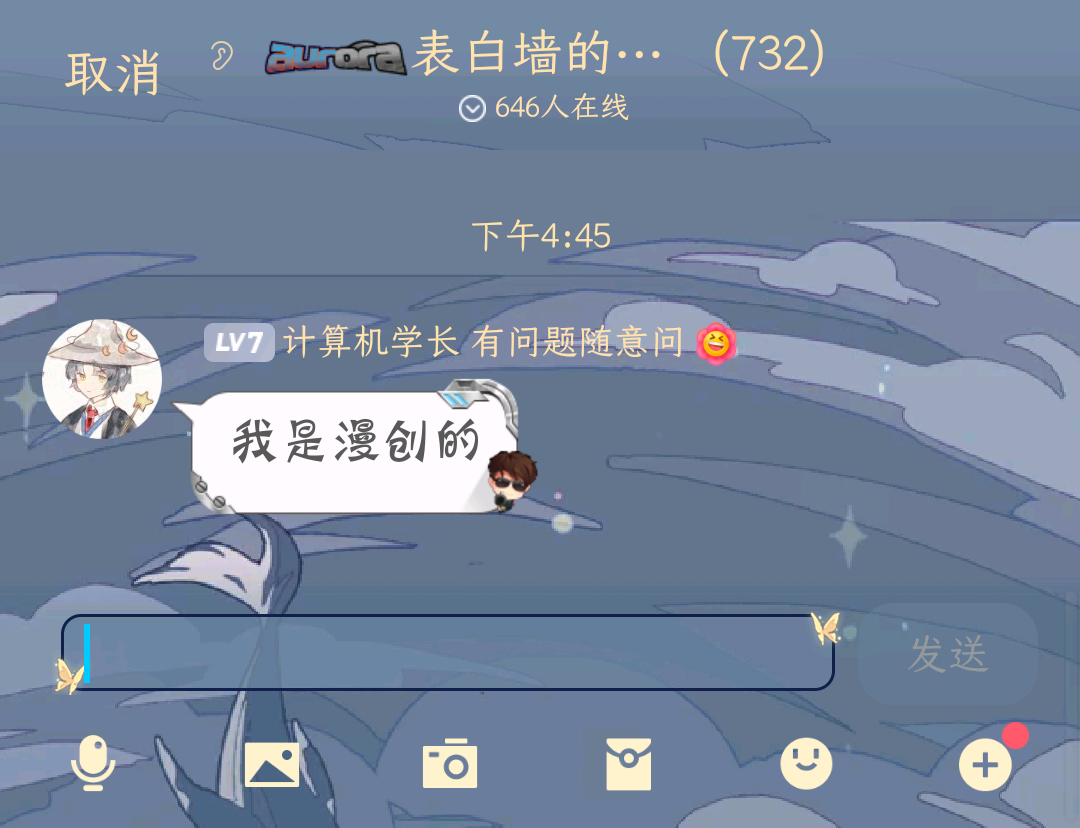 取消
aurora表白墙的… (732)
646人在线
下午4:45
LV7 计算机学长 有问题随意问
我是漫创的
发送